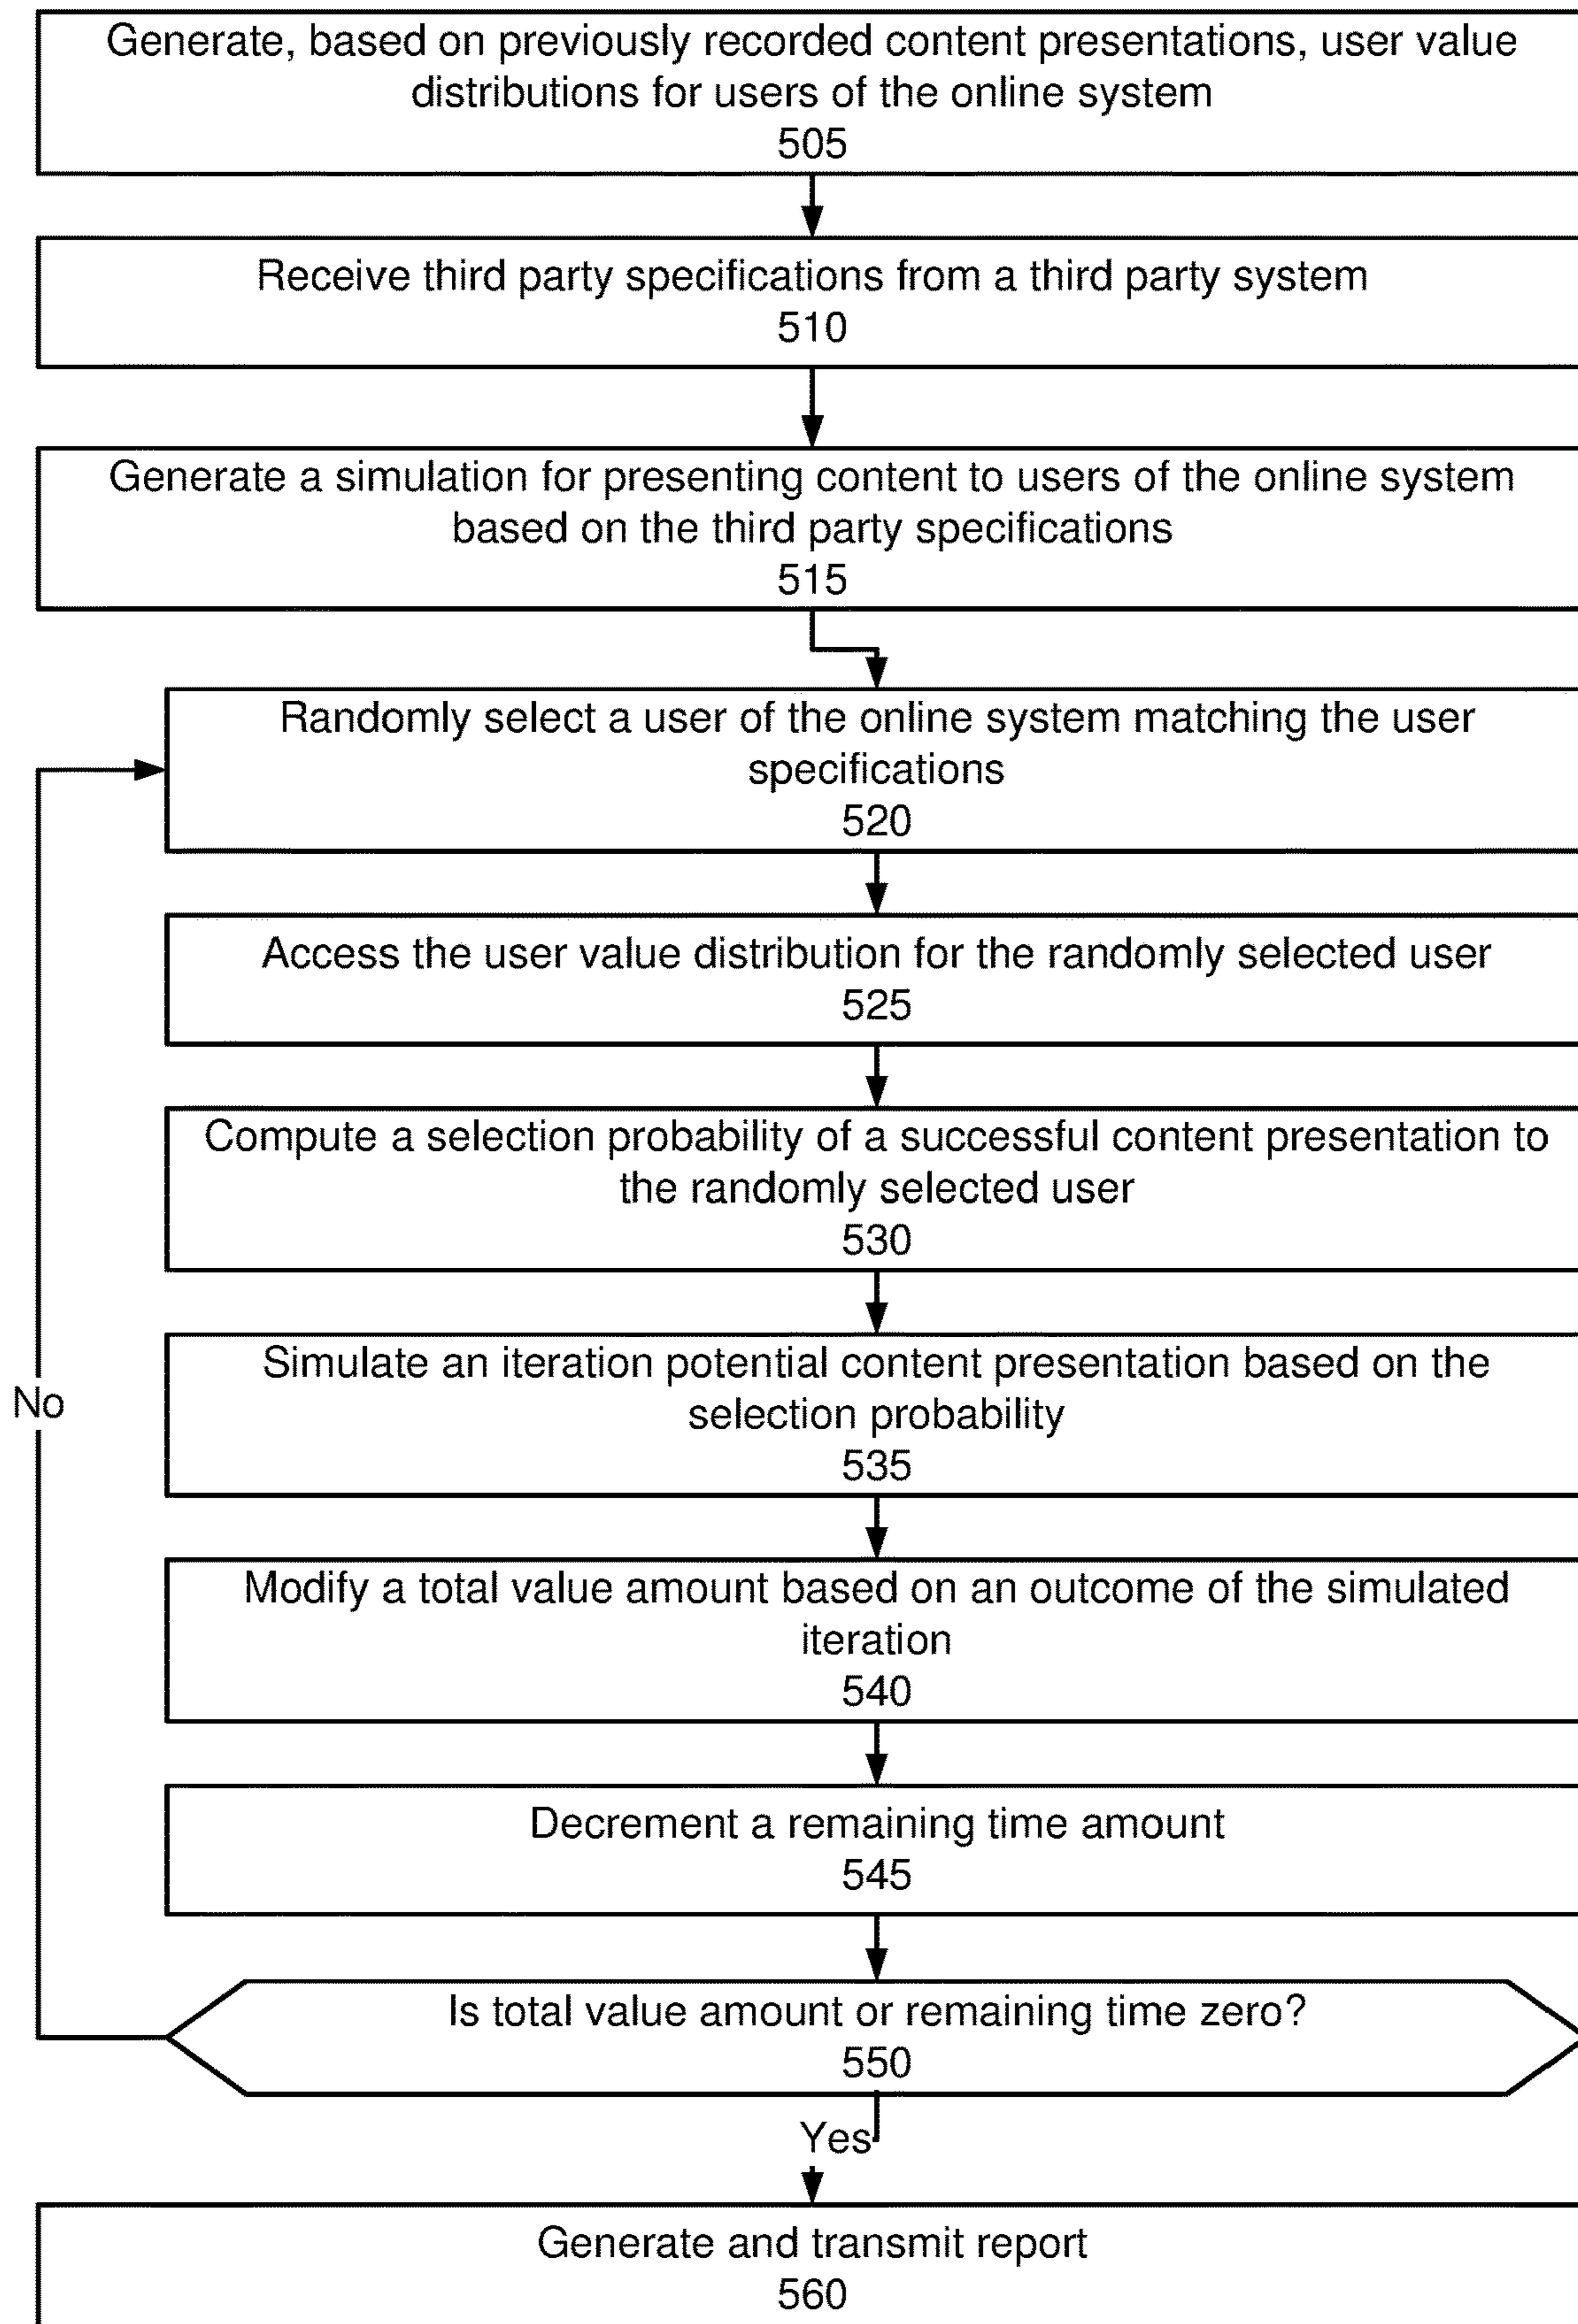 Generate, based on previously recorded content presentations, user value
distributions for users of the online system
505
Receive third party specifications from a third party system
510
Generate a simulation for presenting content to users of the online system
based on the third party specifications
515
Randomly select a user of the online system matching the user
specifications
520
Access the user value distribution for the randomly selected user
525
Compute a selection probability of a successful content presentation to
the randomly selected user
530
Simulate an iteration potential content presentation based on the
selection probability
535
No
Modify a total value amount based on an outcome of the simulated
iteration
540
Decrement a remaining time amount
545
Is total value amount or remaining time zero?
550
Yes
Generate and transmit report
560